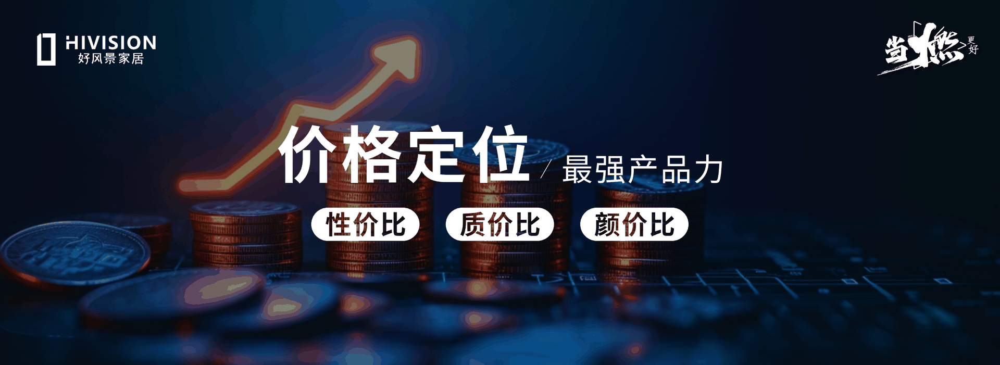 HIVISION
好风景家居
当燃
更好
价格定位 / 最强产品力
性价比 质价比 颜价比